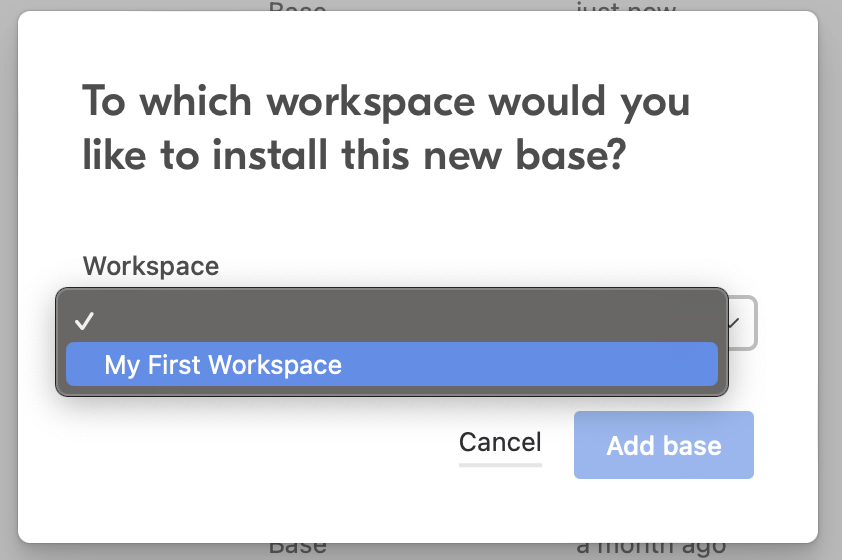 Base just now
To which workspace would you
like to install this new base?
Workspace
My First Workspace
Cancel
Add base
Base a month ago